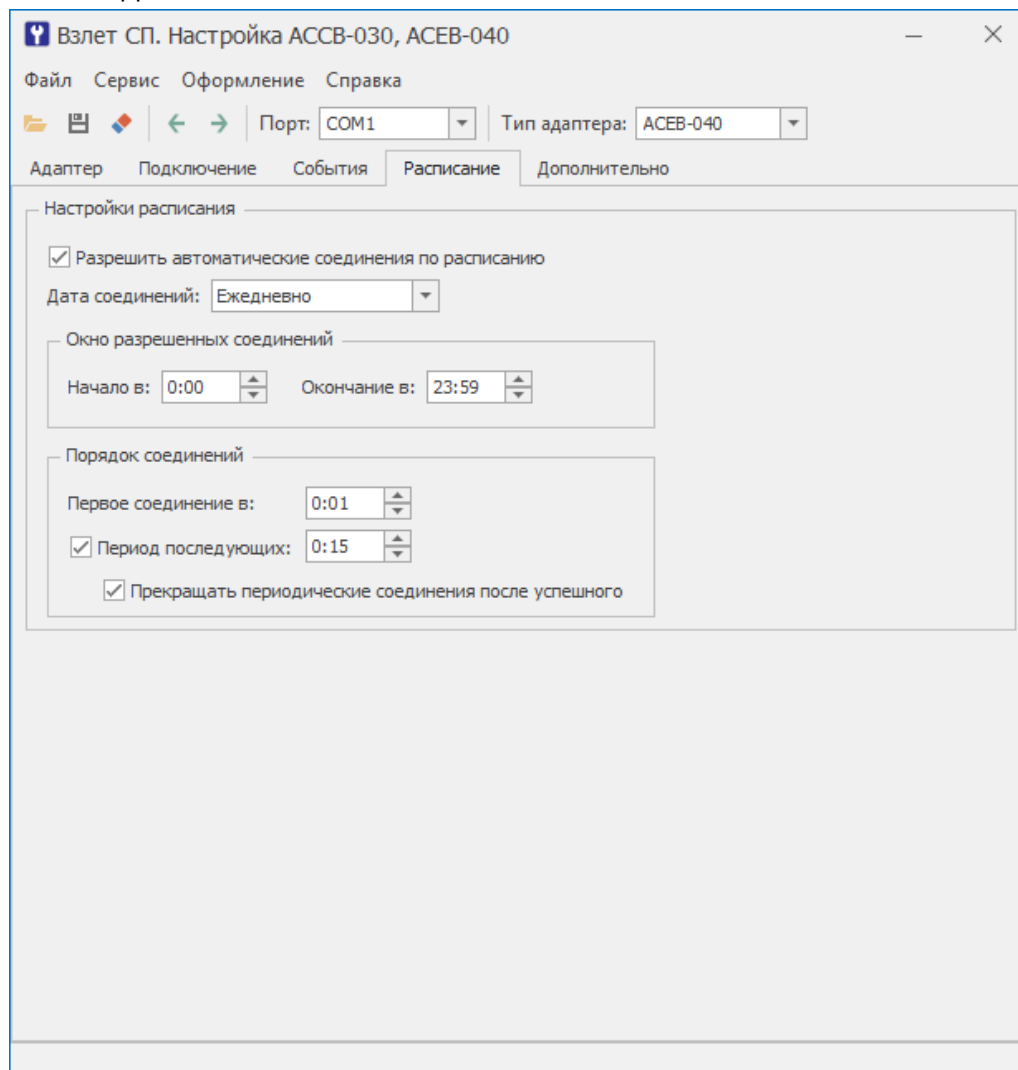 Взлет СП. Настройка АССВ-030, АСЕВ-040
Файл Сервис Оформление Справка
Порт: COM1 Тип адаптера: АСЕВ-040
Адаптер Подключение События Расписание Дополнительно
Настройки расписания
Разрешить автоматические соединения по расписанию
Дата соединений: Ежедневно
Окно разрешенных соединений
Начало в: 0:00 Окончание в: 23:59
Порядок соединений
Первое соединение в: 0:01
Период последующих: 0:15
Прекращать периодические соединения после успешного